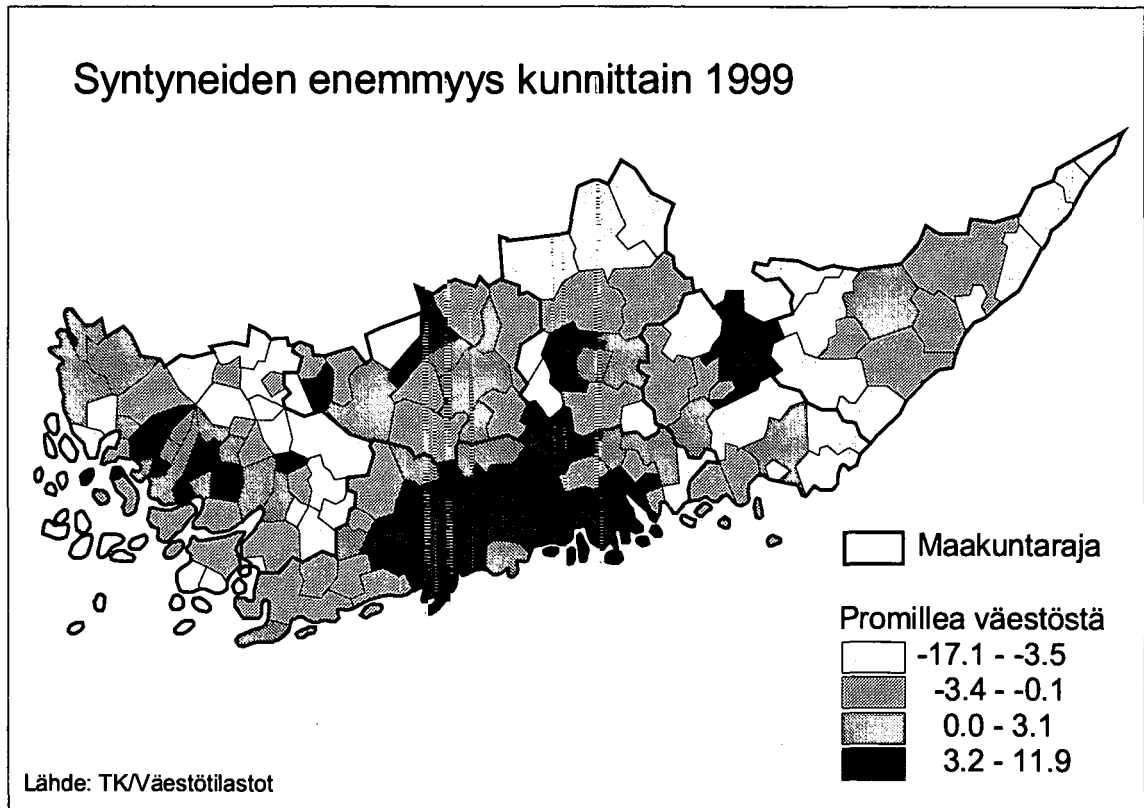 Syntyneiden enemmyys kunnittain 1999
Maakuntaraja
Promillea väestöstä
-17.1 - -3.5
-3.4 - -0.1
0.0 - 3.1
3.2 - 11.9
Lähde: TK/Väestötilastot